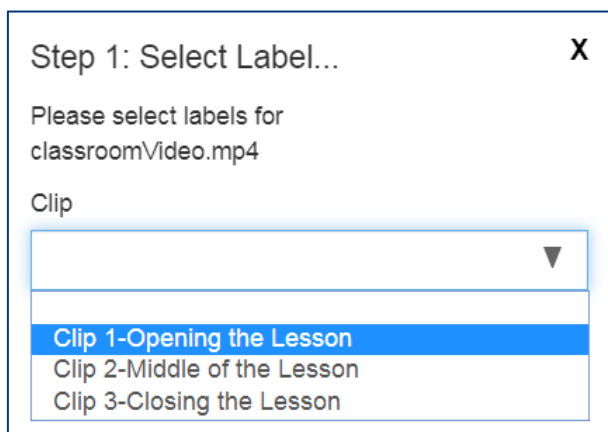 Step 1: Select Label...
X
Please select labels for
classroomVideo.mp4
Clip
Clip 1-Opening the Lesson
Clip 2-Middle of the Lesson
Clip 3-Closing the Lesson